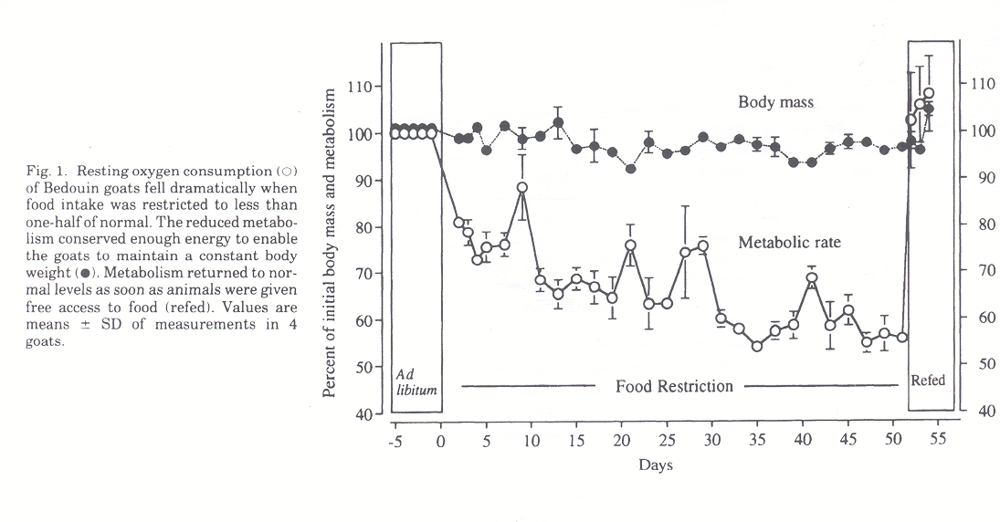 Fig. 1. Resting oxygen consumption (○)
of Bedouin goats fell dramatically when
food intake was restricted to less than
one-half of normal. The reduced metabo-
lism conserved enough energy to enable
the goats to maintain a constant body
weight (●). Metabolism returned to nor-
mal levels as soon as animals were given
free access to food (refed). Values are
means ± SD of measurements in 4
goats.
Percent of initial body mass and metabolism
110
100
90
80
70
60
50
40
Body mass
Metabolic rate
Ad
libitum
Food Restriction
Refed
110
100
90
80
70
60
50
40
-5 0 5 10 15 20 25 30 35 40 45 50 55
Days